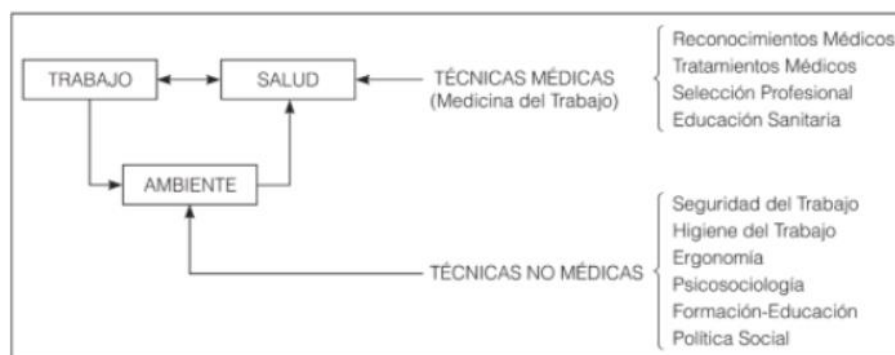 TRABAJO
SALUD
AMBIENTE
TÉCNICAS MÉDICAS
(Medicina del Trabajo)
Reconocimientos Médicos
Tratamientos Médicos
Selección Profesional
Educación Sanitaria
TÉCNICAS NO MÉDICAS
Seguridad del Trabajo
Higiene del Trabajo
Ergonomía
Psicosociología
Formación-Educación
Política Social